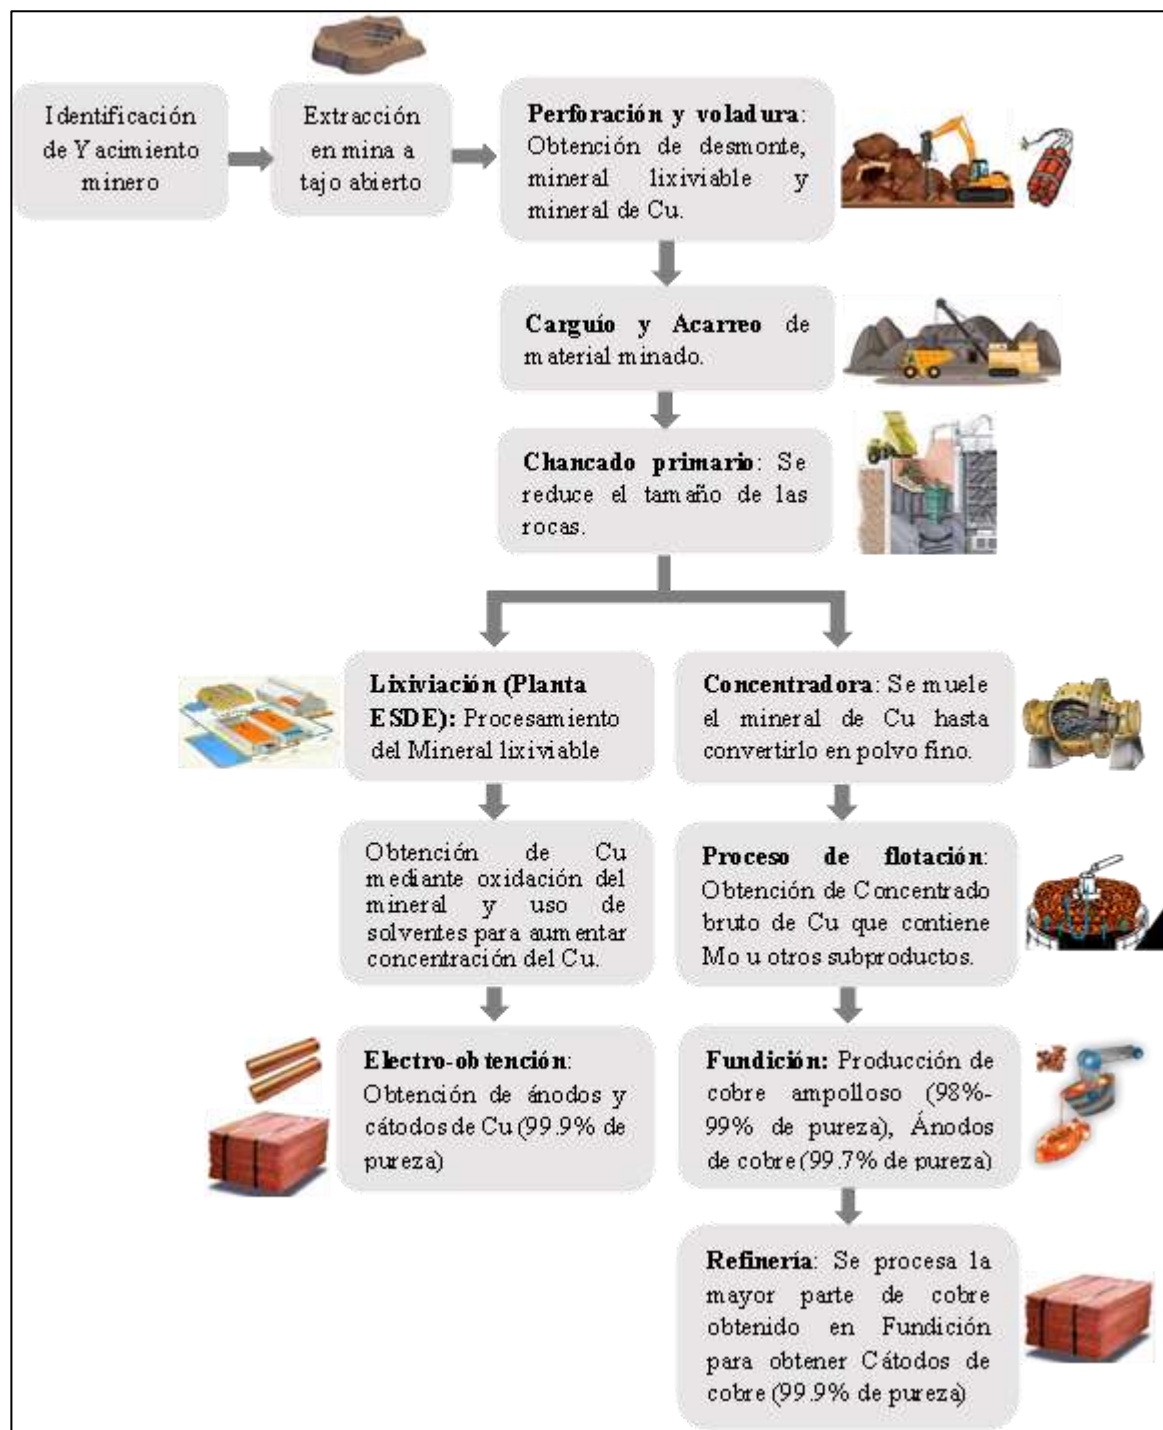 Identificación
de Yacimiento
minero
Extracción
en mina a
tajo abierto
Perforación y voladura:
Obtención de desmonte,
mineral lixiviable y
mineral de Cu.
Carguío y Acarreo de
material minado.
Chancado primario: Se
reduce el tamaño de las
rocas.
Lixiviación (Planta
ESDE): Procesamiento
del Mineral lixiviable
Concentradora: Se muele
el mineral de Cu hasta
convertirlo en polvo fino.
Obtención de Cu
mediante oxidación del
mineral y uso de
solventes para aumentar
concentración del Cu.
Proceso de flotación:
Obtención de Concentrado
bruto de Cu que contiene
Mo u otros subproductos.
Electro-obtención:
Obtención de ánodos y
cátodos de Cu (99.9% de
pureza)
Fundición: Producción de
cobre ampolloso (98%-
99% de pureza), Ánodos
de cobre (99.7% de pureza)
Refinería: Se procesa la
mayor parte de cobre
obtenido en Fundición
para obtener Cátodos de
cobre (99.9% de pureza)